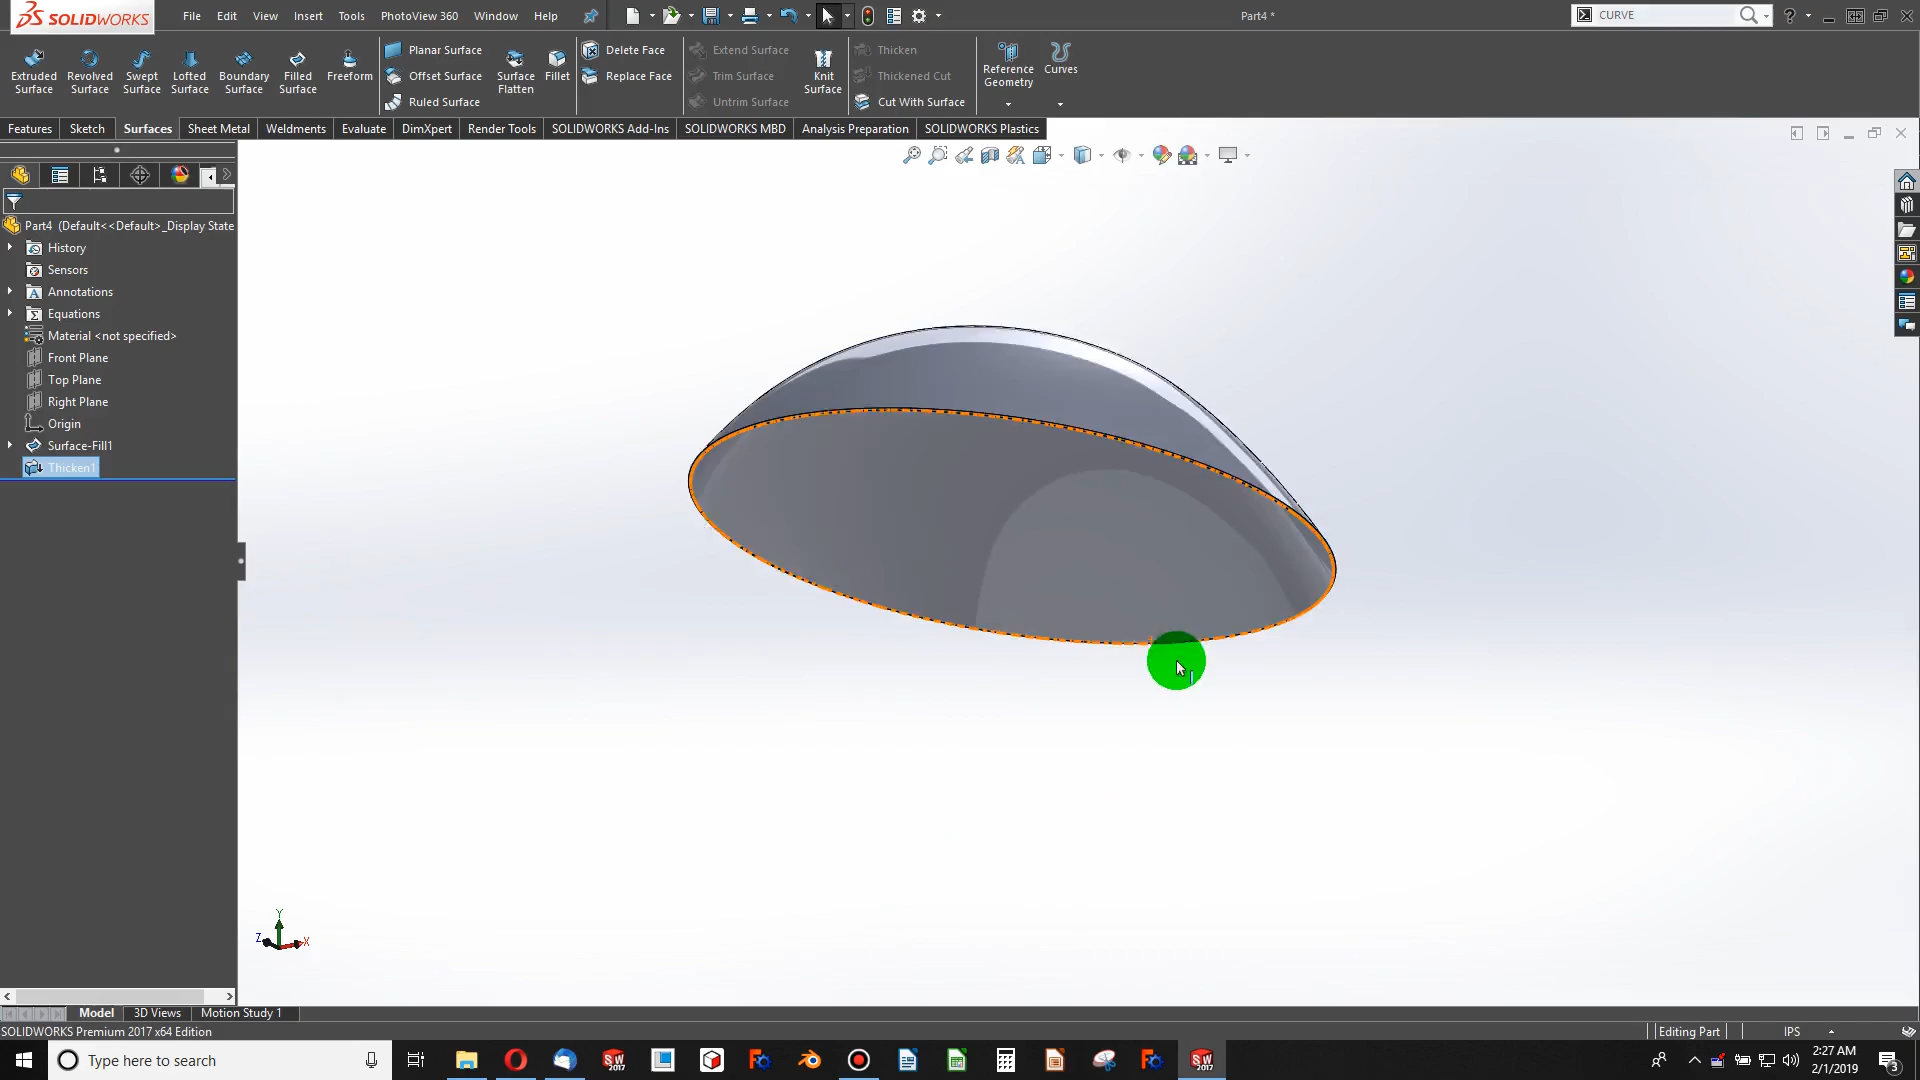 SOLIDWORKS File Edit View Insert Tools PhotoView 360 Window Help Part4 * CURVE ?
Extruded Surface
Revolved Surface
Swept Surface
Lofted Surface
Boundary Surface
Filled Surface
Freeform
Planar Surface
Offset Surface
Ruled Surface
Surface Flatten
Fillet
Delete Face
Replace Face
Extend Surface
Trim Surface
Untrim Surface
Knit Surface
Thicken
Thickened Cut
Cut With Surface
Reference Geometry
Curves
Features Sketch Surfaces Sheet Metal Weldments Evaluate DimXpert Render Tools SOLIDWORKS Add-Ins SOLIDWORKS MBD Analysis Preparation SOLIDWORKS Plastics
Part4 (Default<<Default>_Display State
History
Sensors
Annotations
Equations
Material <not specified>
Front Plane
Top Plane
Right Plane
Origin
Surface-Fill1
Thicken1
Y
Z X
Model 3D Views Motion Study 1
SOLIDWORKS Premium 2017 x64 Edition Editing Part IPS
Type here to search
SW 2017
SW 2017
2:27 AM
2/1/2019
3